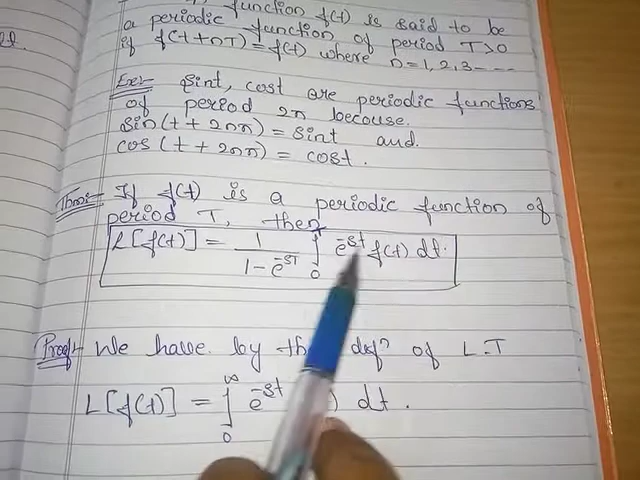 function f(t) is said to be
a periodic function of period T>0
if f(t+nT)=f(t) where n=1,2,3-----
Ex:- sint, cost are periodic functions
of period 2π because.
sin(t+2nπ)=sint and.
cos(t+2nπ)=cost.
Thm:- If f(t) is a periodic function of
period T, then
L[f(t)] = 1/(1-e^-ST) ∫_0^T e^-St f(t) dt.
Proof:- We have by the defn of L.T
L[f(t)] = ∫_0^∞ e^-St ) dt.